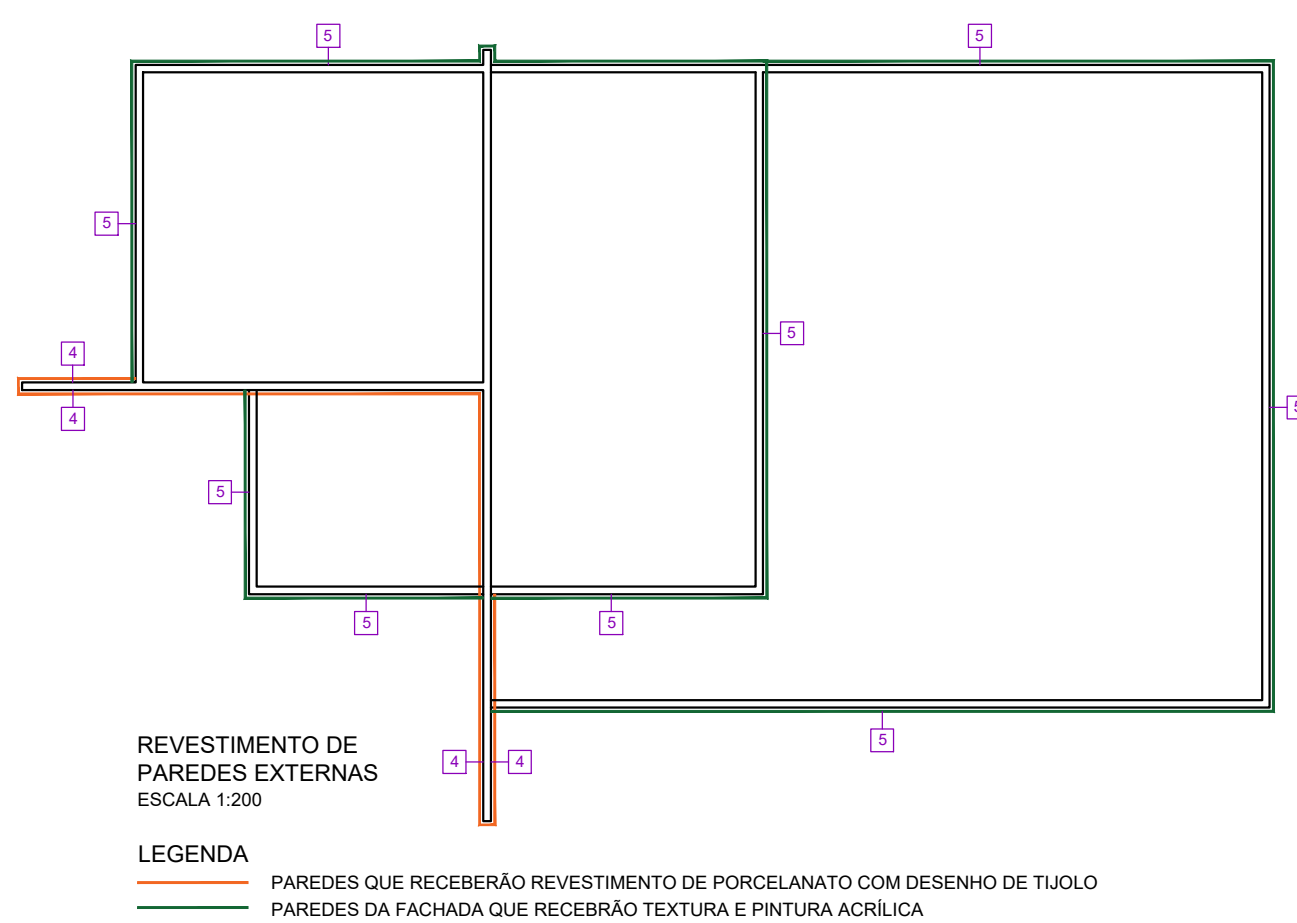 5
5
5
5
4
4
5
5
5
5
5
4
4
REVESTIMENTO DE
PAREDES EXTERNAS
ESCALA 1:200
LEGENDA
PAREDES QUE RECEBERÃO REVESTIMENTO DE PORCELANATO COM DESENHO DE TIJOLO
PAREDES DA FACHADA QUE RECEBRÃO TEXTURA E PINTURA ACRÍLICA